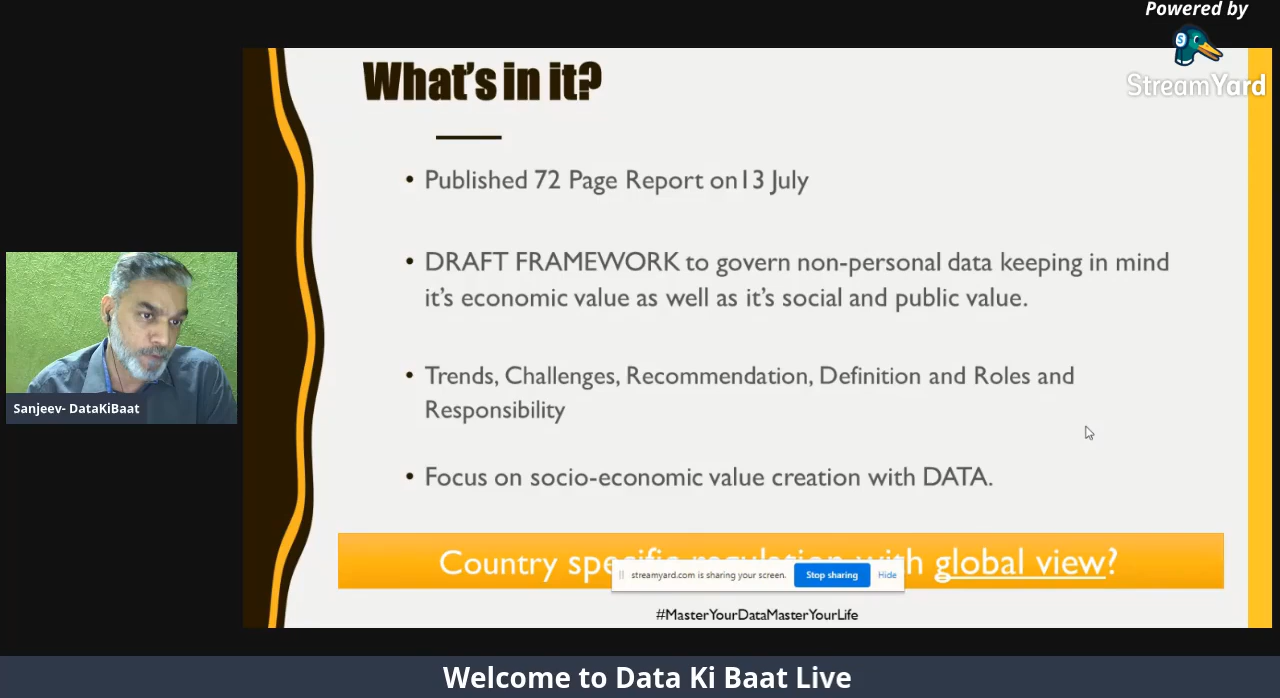 Powered by
S
StreamYard
What's in it?
• Published 72 Page Report on13 July
• DRAFT FRAMEWORK to govern non-personal data keeping in mind
it's economic value as well as it's social and public value.
• Trends, Challenges, Recommendation, Definition and Roles and
Responsibility
• Focus on socio-economic value creation with DATA.
Country specific regulation with global view?
streamyard.com is sharing your screen. Stop sharing Hide
#MasterYourDataMasterYourLife
Sanjeev- DataKiBaat
Welcome to Data Ki Baat Live